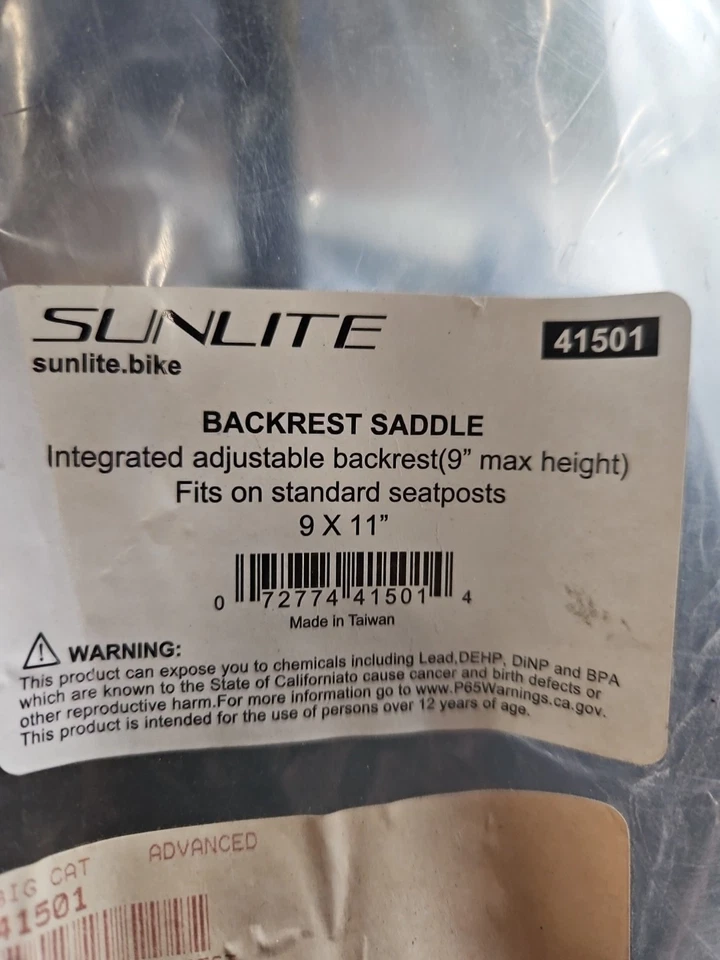 SUNLITE
41501
sunlite.bike
BACKREST SADDLE
Integrated adjustable backrest(9” max height)
Fits on standard seatposts
9 X 11”
0 72774 41501 4
Made in Taiwan
WARNING:
This product can expose you to chemicals including Lead,DEHP, DiNP and BPA
which are known to the State of Californiato cause cancer and birth defects or
other reproductive harm.For more information go to www.P65Warnings.ca.gov.
This product is intended for the use of persons over 12 years of age.
BIG CAT ADVANCED
41501